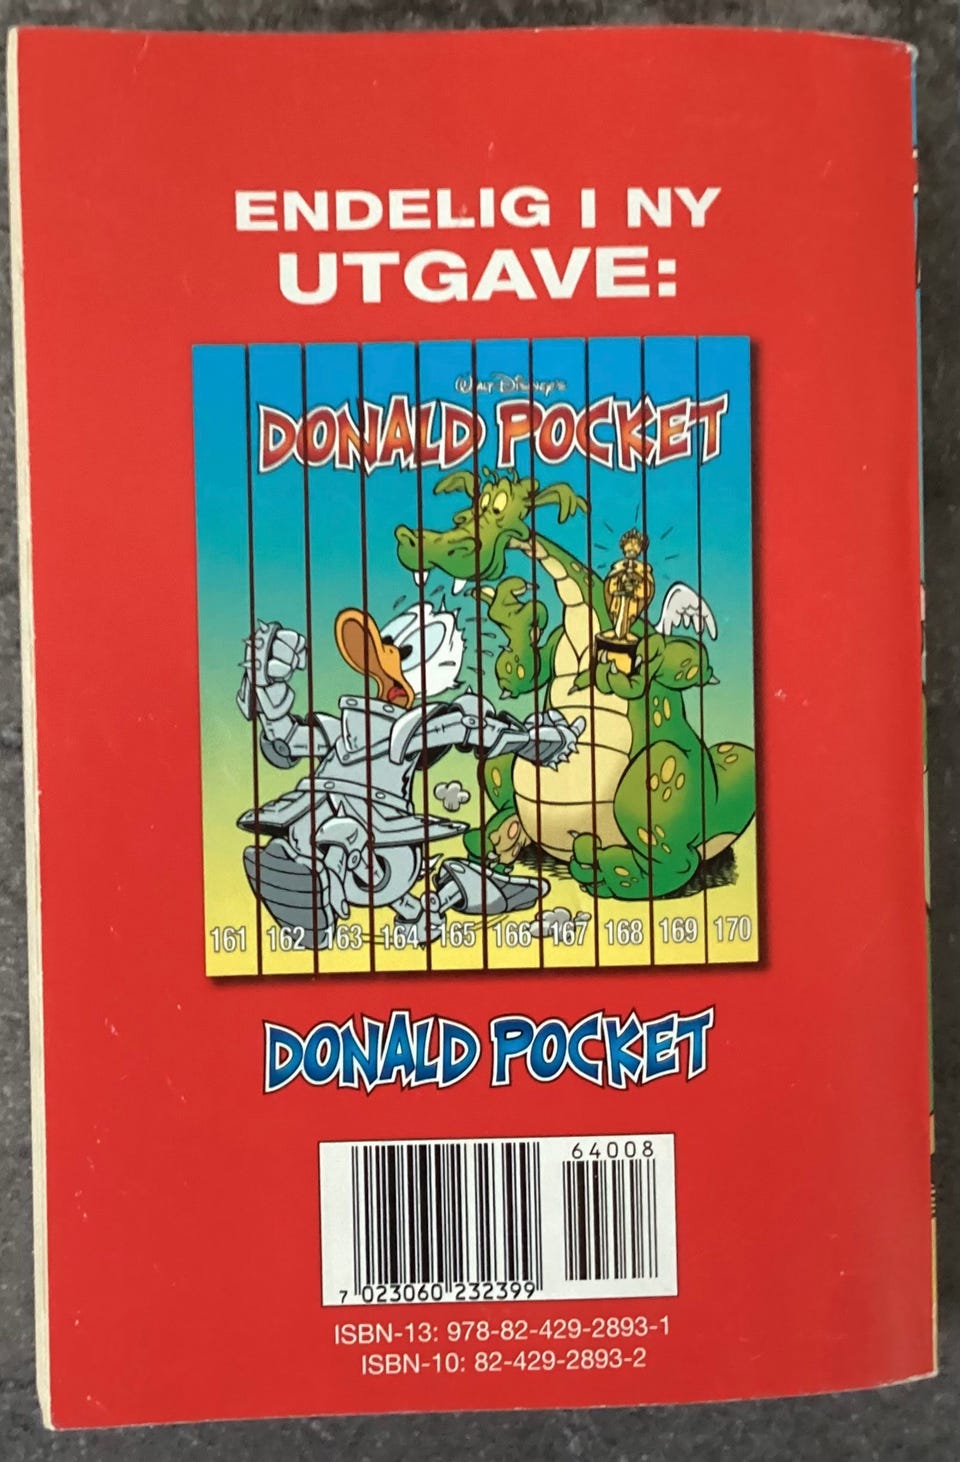 ENDELIG I NY
UTGAVE:
WALT DISNEY'S
DONALD POCKET
161 162 163 164 165 166 167 168 169 170
DONALD POCKET
64008
7 023060 232399
ISBN-13: 978-82-429-2893-1
ISBN-10: 82-429-2893-2